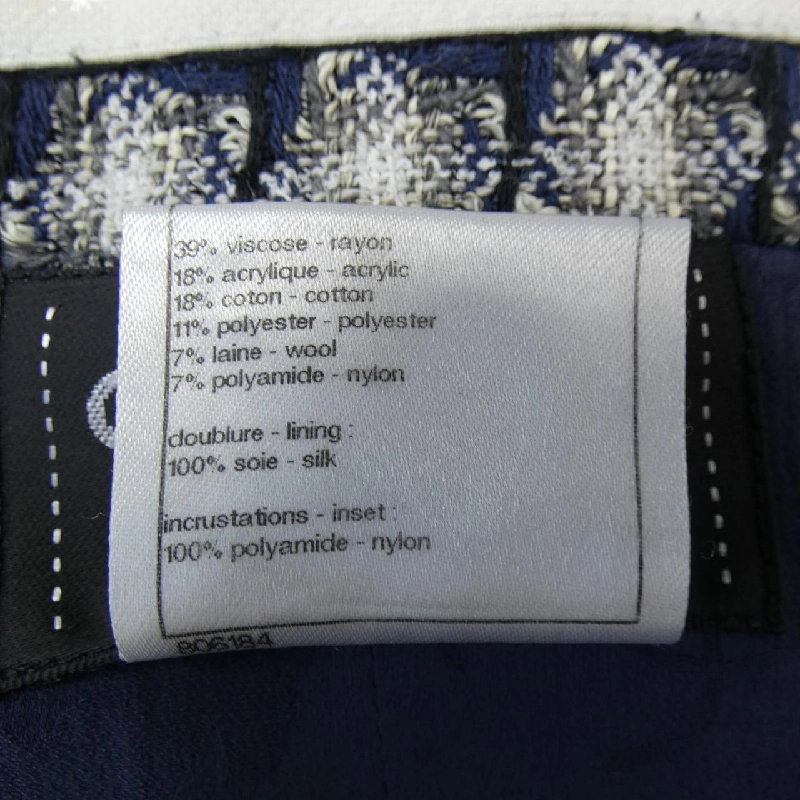 39% viscose - rayon
18% acrylique - acrylic
18% coton - cotton
11% polyester - polyester
7% laine - wool
7% polyamide - nylon
doublure - lining :
100% soie - silk
incrustations - inset :
100% polyamide - nylon
806184